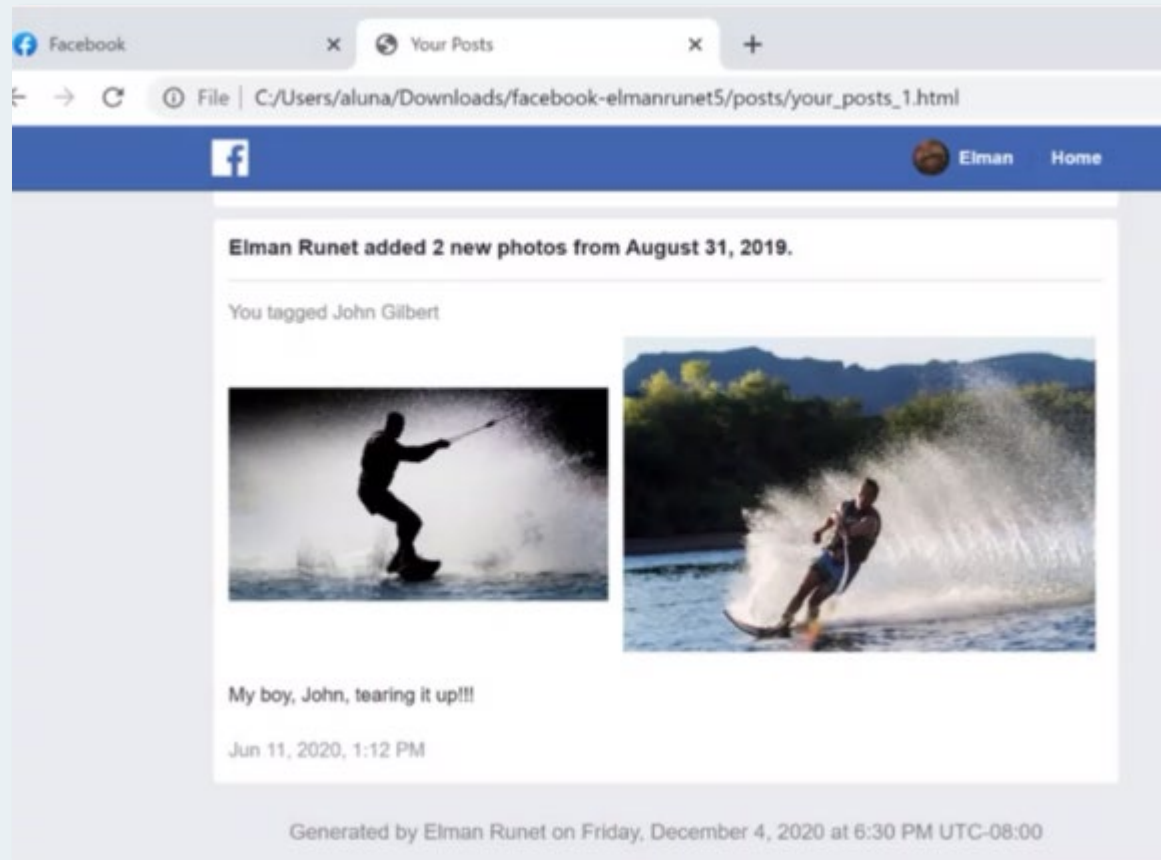 Facebook
Your Posts
File | C:/Users/aluna/Downloads/facebook-elmanrunet5/posts/your_posts_1.html
Elman Home
Elman Runet added 2 new photos from August 31, 2019.
You tagged John Gilbert
My boy, John, tearing it up!!!
Jun 11, 2020, 1:12 PM
Generated by Elman Runet on Friday, December 4, 2020 at 6:30 PM UTC-08:00